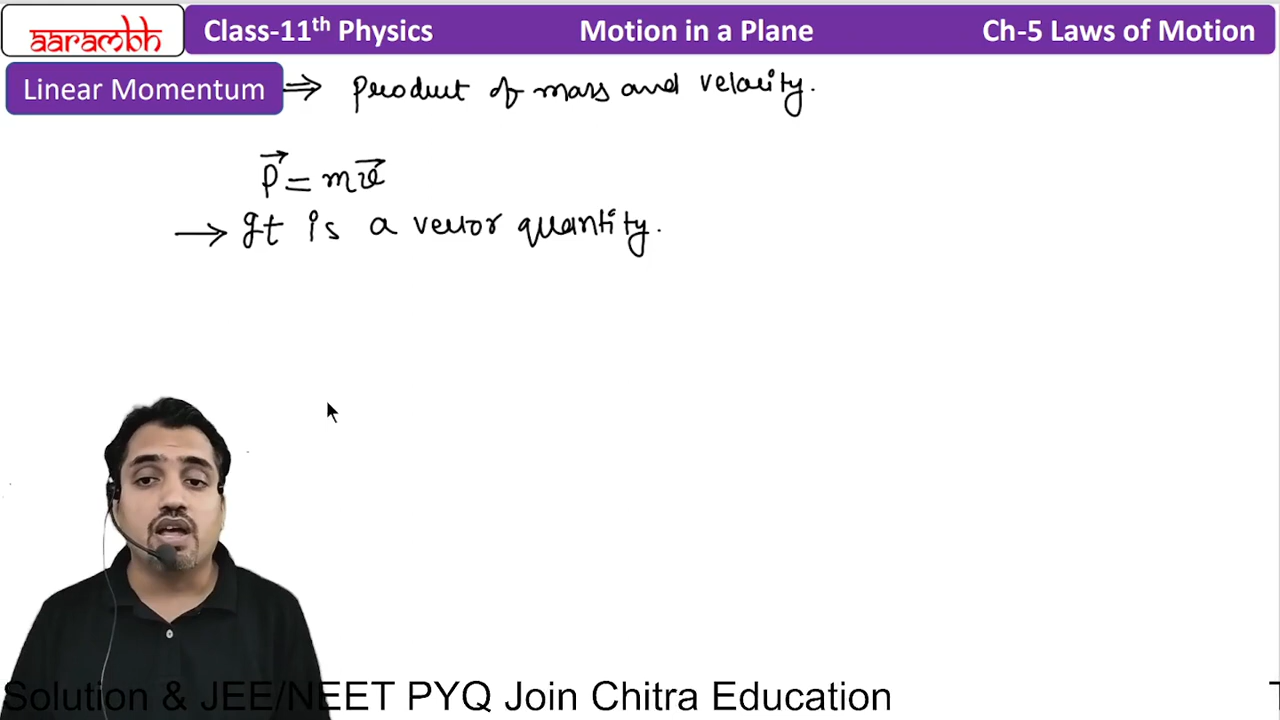 aarambh
Class-11th Physics Motion in a Plane Ch-5 Laws of Motion
Linear Momentum ⇒ product of mass and velocity.
p⃗ = mv⃗
→ It is a vector quantity.
Solution & JEE/NEET PYQ Join Chitra Education T